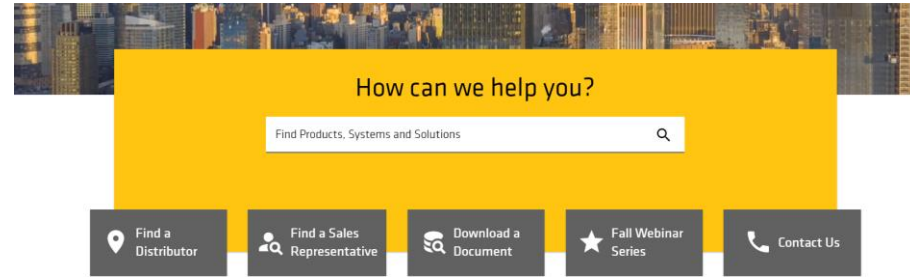 How can we help you?
Find Products, Systems and Solutions
Find a
Distributor
Find a Sales
Representative
Download a
Document
Fall Webinar
Series
Contact Us